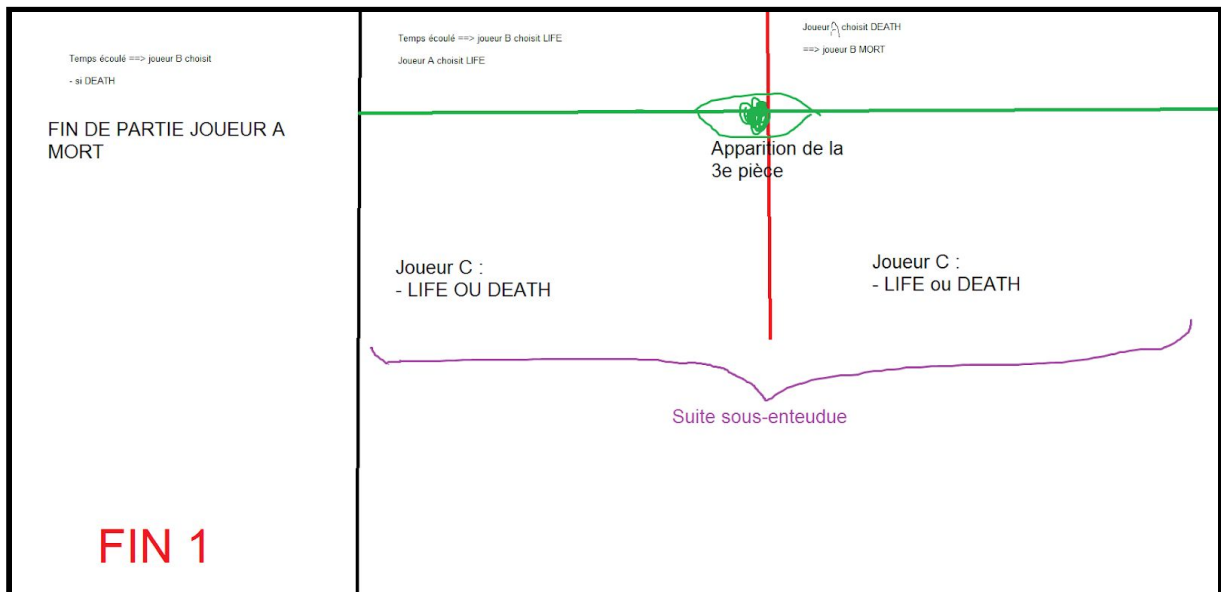 Temps écoulé ==> joueur B choisit
- si DEATH
FIN DE PARTIE JOUEUR A
MORT
FIN 1
Temps écoulé ==> joueur B choisit LIFE
Joueur A choisit LIFE
Joueur A choisit DEATH
==> joueur B MORT
Apparition de la
3e pièce
Joueur C :
- LIFE OU DEATH
Joueur C :
- LIFE ou DEATH
Suite sous-enteudue